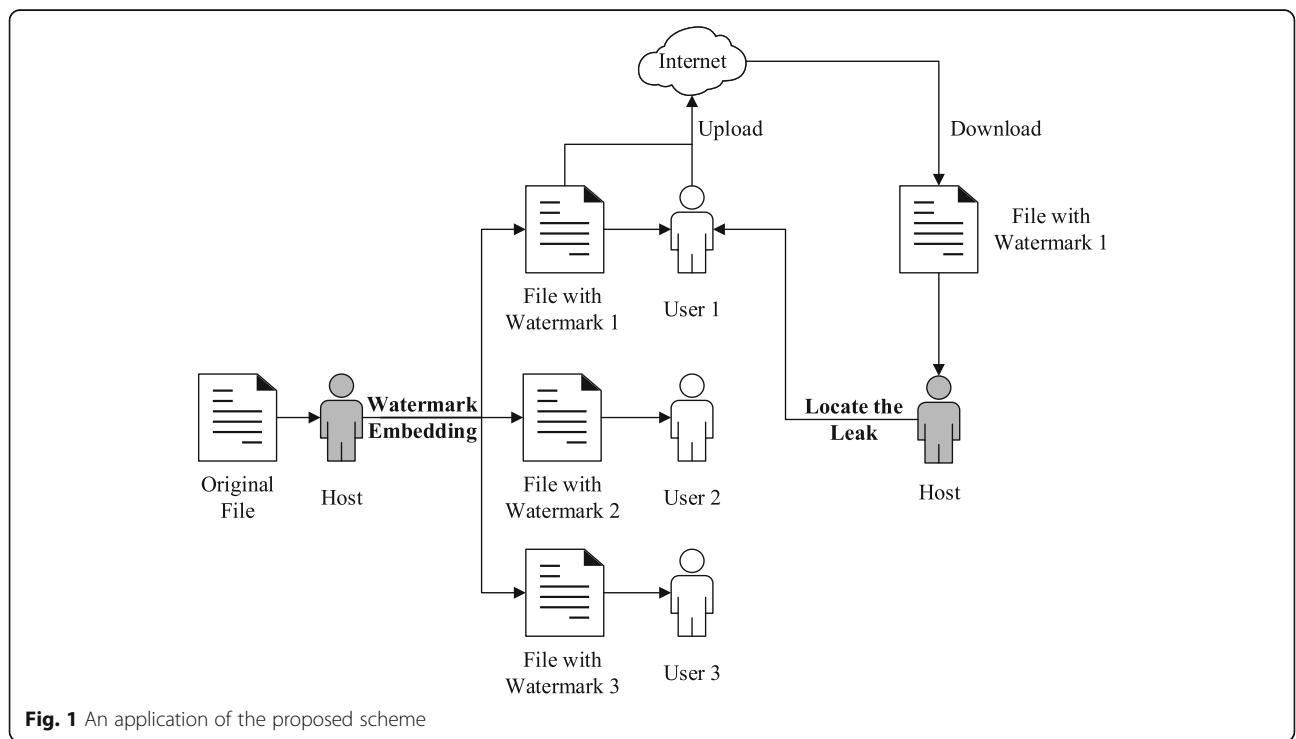 Internet
Upload
Download
File with
Watermark 1
File with
Watermark 1
User 1
Watermark
Embedding
Locate the
Leak
Original
File
Host
File with
Watermark 2
User 2
Host
File with
Watermark 3
User 3
Fig. 1 An application of the proposed scheme